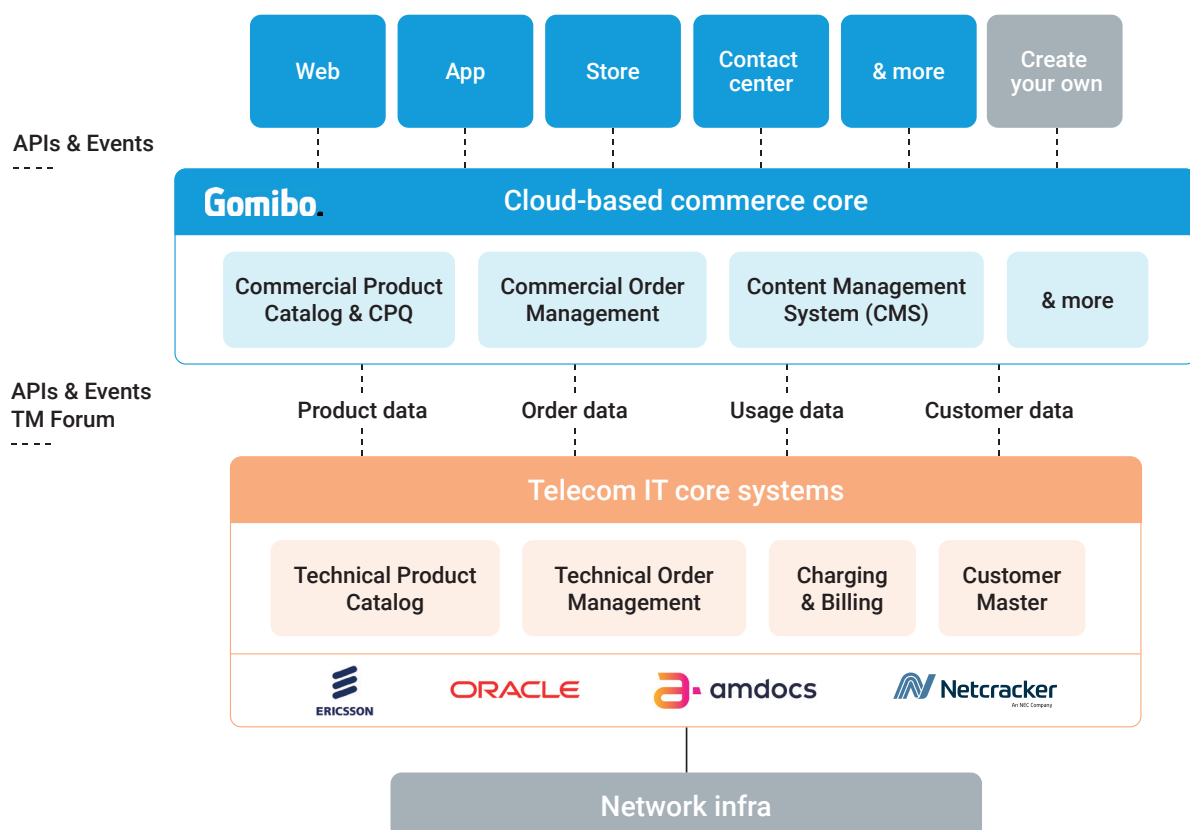 Web
App
Store
Contact
center
& more
Create
your own
APIs & Events
Gomibo.
Cloud-based commerce core
Commercial Product
Catalog & CPQ
Commercial Order
Management
Content Management
System (CMS)
& more
APIs & Events
TM Forum
Product data
Order data
Usage data
Customer data
Telecom IT core systems
Technical Product
Catalog
Technical Order
Management
Charging
& Billing
Customer
Master
ERICSSON
ORACLE
amdocs
Netcracker
An NEC Company
Network infra